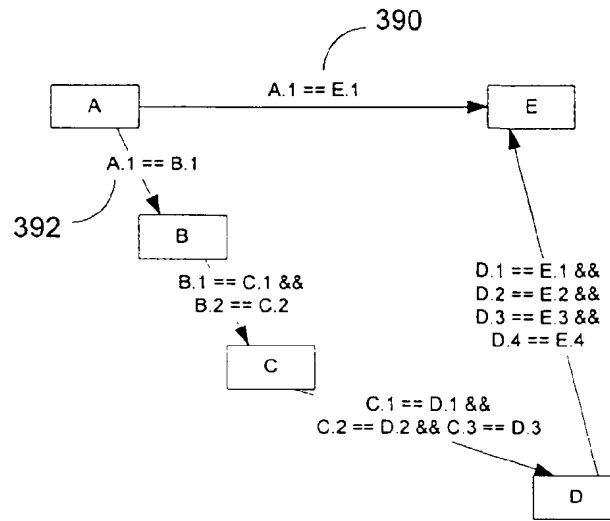 390
A.1 == E.1
A
E
A.1 == B.1
392
B
B.1 == C.1 &&
B.2 == C.2
D.1 == E.1 &&
D.2 == E.2 &&
D.3 == E.3 &&
D.4 == E.4
C
C.1 == D.1 &&
C.2 == D.2 && C.3 == D.3
D